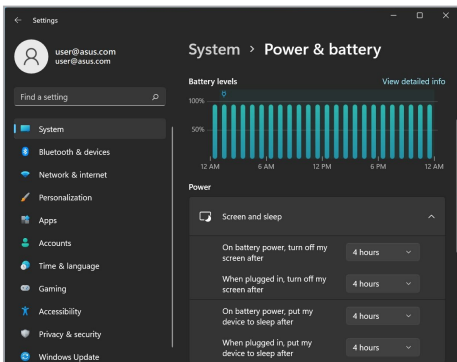 Settings
user@asus.com
user@asus.com
Find a setting
System
Bluetooth & devices
Network & internet
Personalization
Apps
Accounts
Time & language
Gaming
Accessibility
Privacy & security
Windows Update
System > Power & battery
Battery levels
View detailed info
100%
50%
12 AM 6 AM 12 PM 6 PM 12 AM
Power
Screen and sleep
On battery power, turn off my
screen after
4 hours
When plugged in, turn off my
screen after
4 hours
On battery power, put my
device to sleep after
4 hours
When plugged in, put my
device to sleep after
4 hours